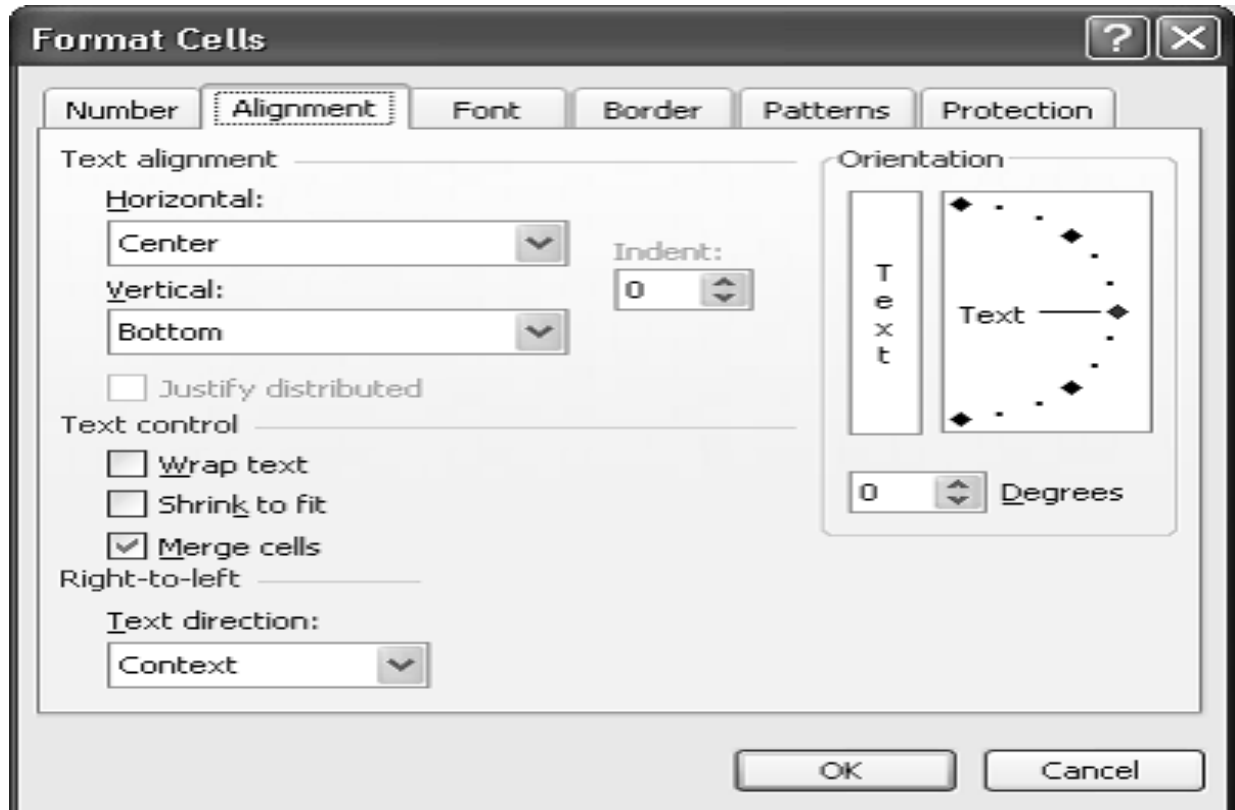 Format Cells
Number Alignment Font Border Patterns Protection
Text alignment
Horizontal:
Center
Indent:
0
Vertical:
Bottom
Justify distributed
Text control
Wrap text
Shrink to fit
Merge cells
Right-to-left
Text direction:
Context
Orientation
Text
Text
0 Degrees
OK Cancel